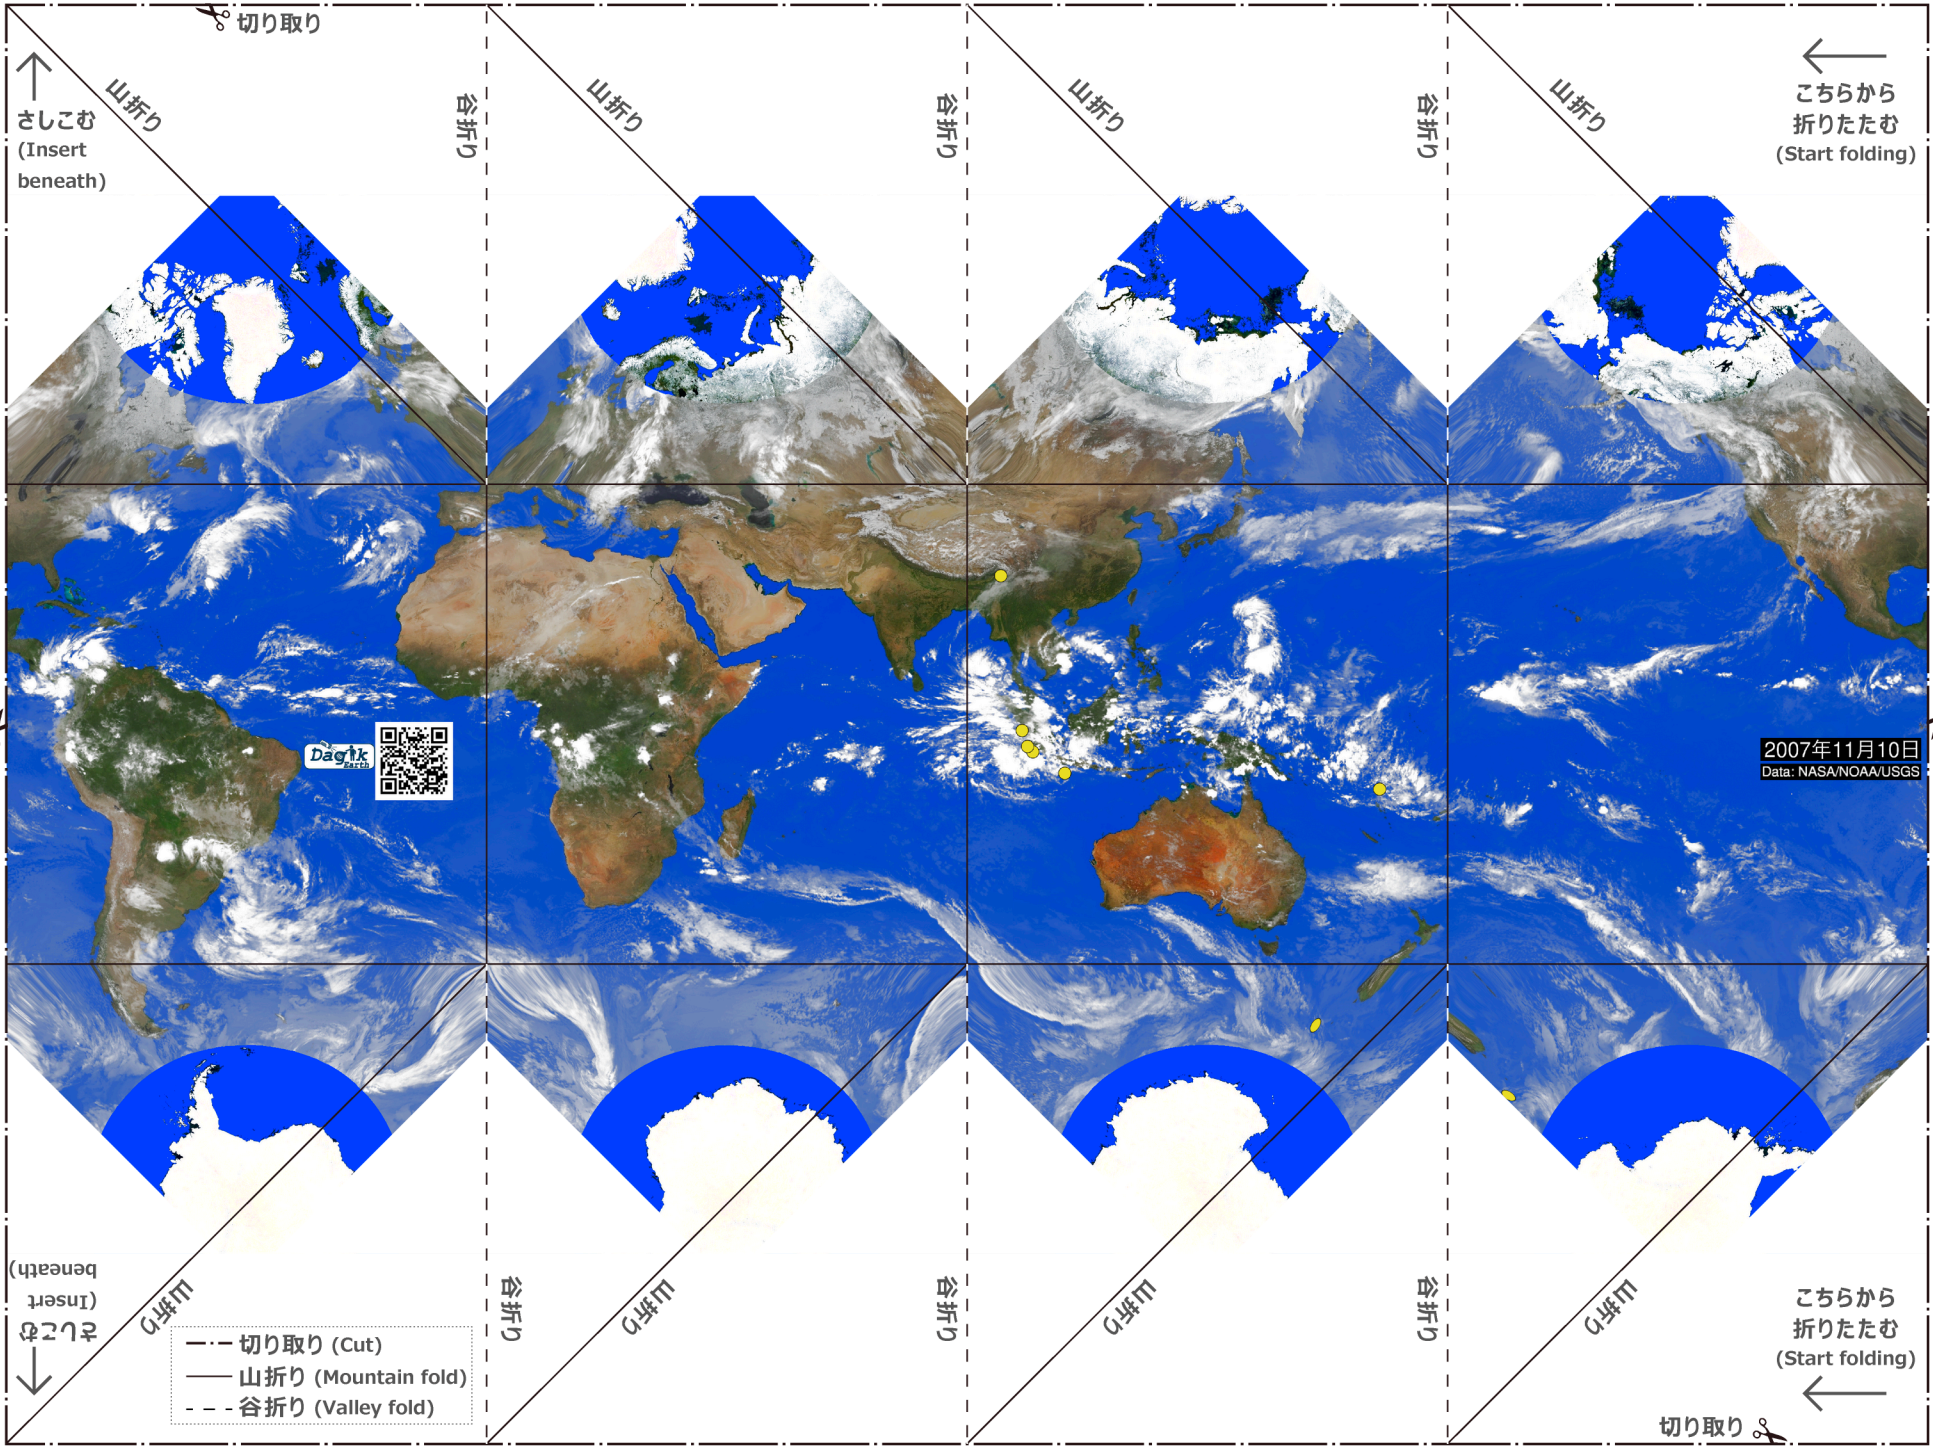 切り取り
山折り
谷折り
山折り
谷折り
山折り
谷折り
山折り
さしこむ
(Insert
beneath)
こちらから
折りたたむ
(Start folding)
Dagik
Earth
2007年11月10日
Data: NASA/NOAA/USGS
さしこむ
(Insert
beneath)
山折り
谷折り
山折り
谷折り
山折り
谷折り
山折り
こちらから
折りたたむ
(Start folding)
切り取り (Cut)
山折り (Mountain fold)
谷折り (Valley fold)
切り取り